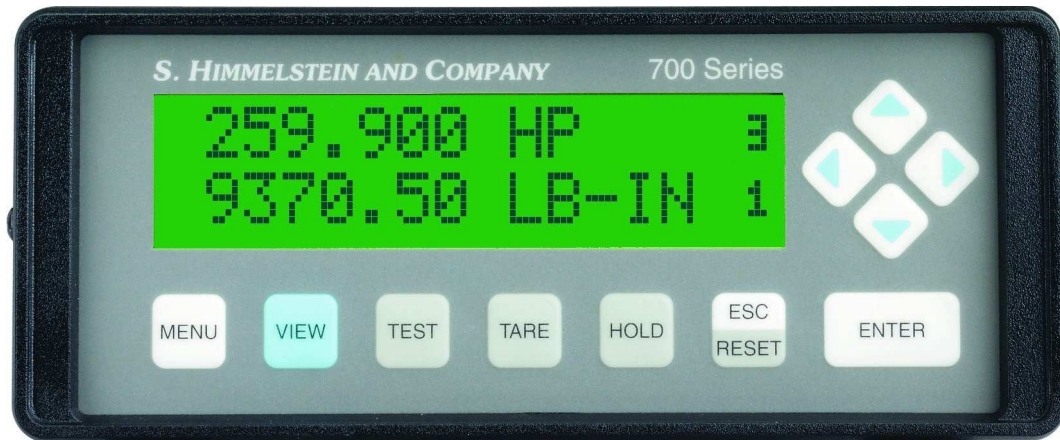 S. HIMMELSTEIN AND COMPANY 700 Series
259.900 HP 3
9370.50 LB-IN 1
MENU VIEW TEST TARE HOLD ESC RESET ENTER